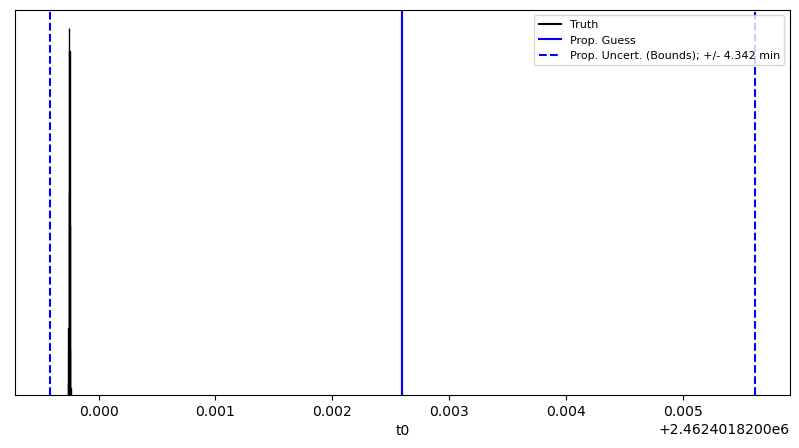 Truth
Prop. Guess
Prop. Uncert. (Bounds); +/- 4.342 min
0.000 0.001 0.002 0.003 0.004 0.005
t0
+2.4624018200e6